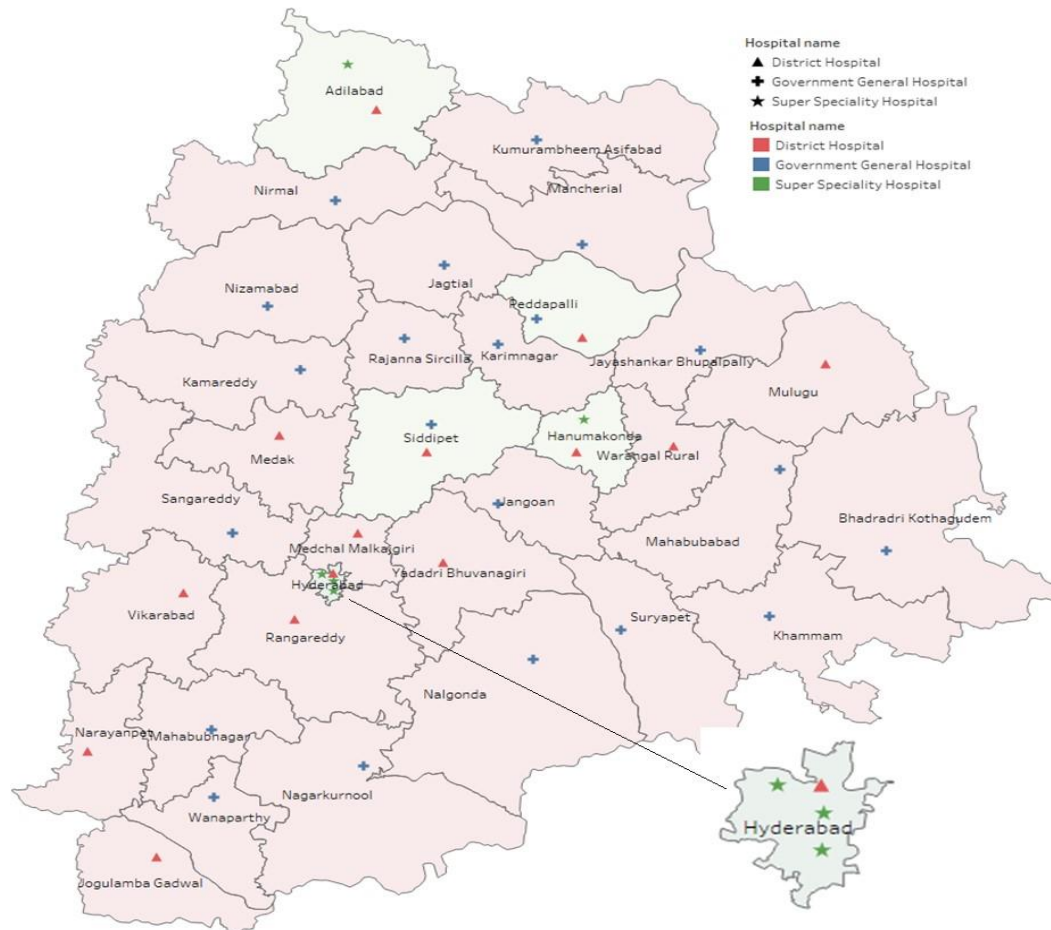 Hospital name
District Hospital
Government General Hospital
Super Speciality Hospital
Hospital name
District Hospital
Government General Hospital
Super Speciality Hospital
Adilabad
Kumurambheem Asifabad
Nirmal
Mancherial
Jagtial
Nizamabad
Peddapalli
Rajanna Sircilla
Karimnagar
Jayashankar Bhupalpally
Kamareddy
Mulugu
Siddipet
Hanumakonda
Warangal Rural
Medak
Sangareddy
Jangoan
Bhadradri Kothagudem
Mahabubabad
Medchal Malkajgiri
Yadadri Bhuvanagiri
Hyderabad
Vikarabad
Suryapet
Rangareddy
Khammam
Nalgonda
Narayanpet
Mahabubnagar
Nagarkurnool
Wanaparthy
Hyderabad
Jogulamba Gadwal